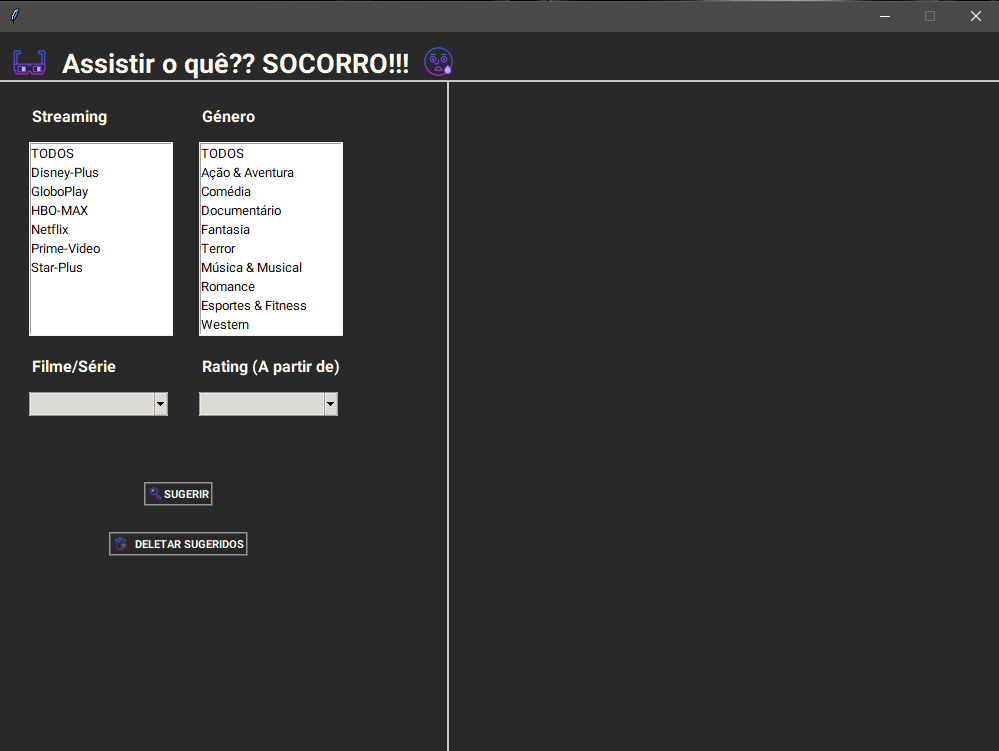 Assistir o quê?? SOCORRO!!!
Streaming
TODOS
Disney-Plus
GloboPlay
HBO-MAX
Netflix
Prime-Video
Star-Plus
Género
TODOS
Ação & Aventura
Comédia
Documentário
Fantasia
Terror
Música & Musical
Romance
Esportes & Fitness
Western
Filme/Série
Rating (A partir de)
SUGERIR
DELETAR SUGERIDOS